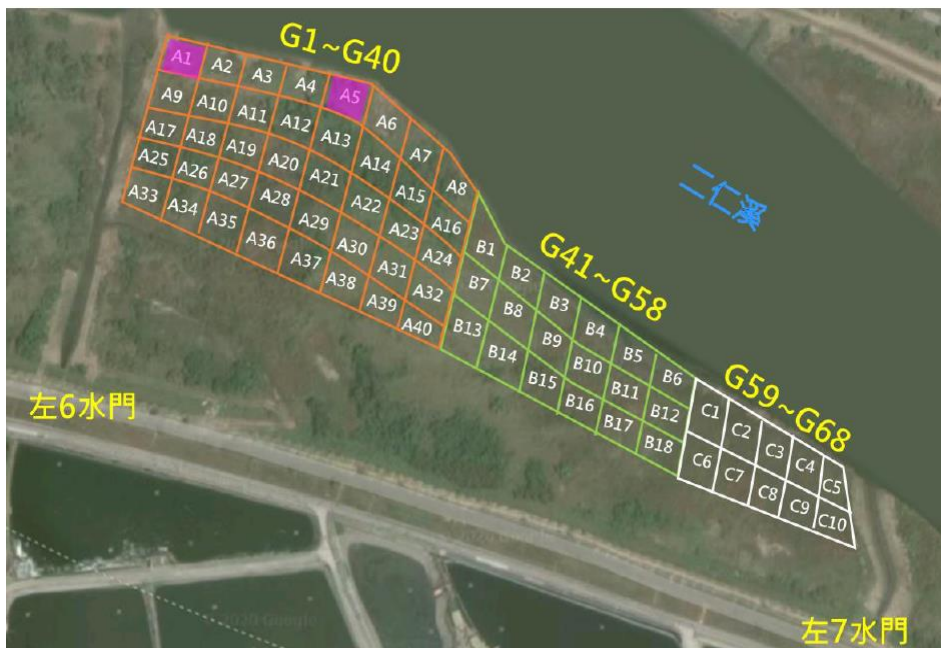 G1~G40
A1 A2 A3 A4 A5 A6 A7 A8
A9 A10 A11 A12 A13 A14 A15 A16
A17 A18 A19 A20 A21 A22 A23 A24
A25 A26 A27 A28 A29 A30 A31 A32
A33 A34 A35 A36 A37 A38 A39 A40
二仁溪
G41~G58
B1 B2 B3 B4 B5 B6
B7 B8 B9 B10 B11 B12
B13 B14 B15 B16 B17 B18
G59~G68
C1 C2 C3 C4 C5
C6 C7 C8 C9 C10
左6水門
左7水門
2020 Google